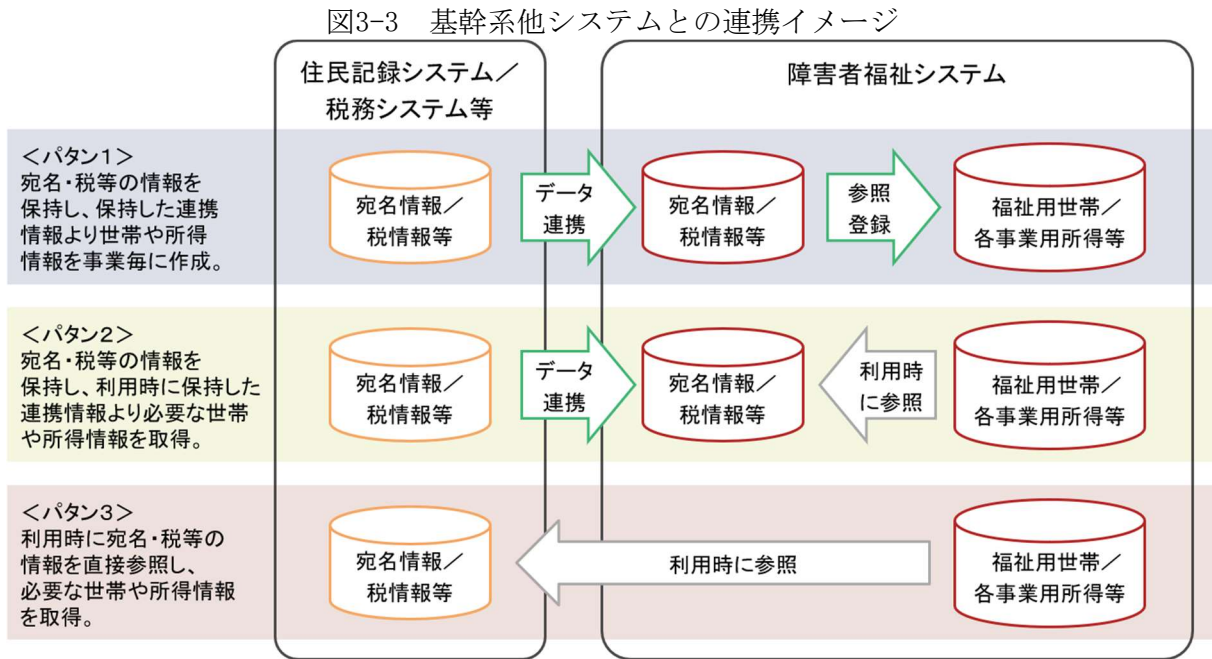 図3-3　基幹系他システムとの連携イメージ
住民記録システム／
税務システム等
障害者福祉システム
＜パタン１＞
宛名・税等の情報を
保持し、保持した連携
情報より世帯や所得
情報を事業毎に作成。
宛名情報／
税情報等
データ
連携
宛名情報／
税情報等
参照
登録
福祉用世帯／
各事業用所得等
＜パタン２＞
宛名・税等の情報を
保持し、利用時に保持した
連携情報より必要な世帯
や所得情報を取得。
宛名情報／
税情報等
データ
連携
宛名情報／
税情報等
利用時
に参照
福祉用世帯／
各事業用所得等
＜パタン３＞
利用時に宛名・税等の
情報を直接参照し、
必要な世帯や所得情報
を取得。
宛名情報／
税情報等
利用時に参照
福祉用世帯／
各事業用所得等